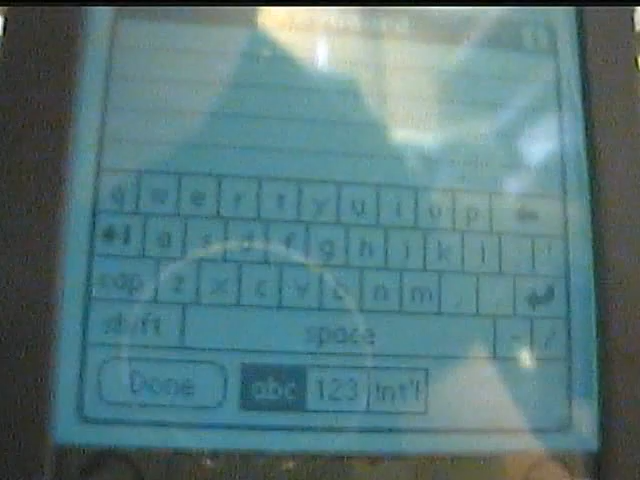 q w e r t y u i o p ←
a s d f g h j k l ; '
cap z x c v b n m , . ↵
shift space - /
Done abc 123 Int'l